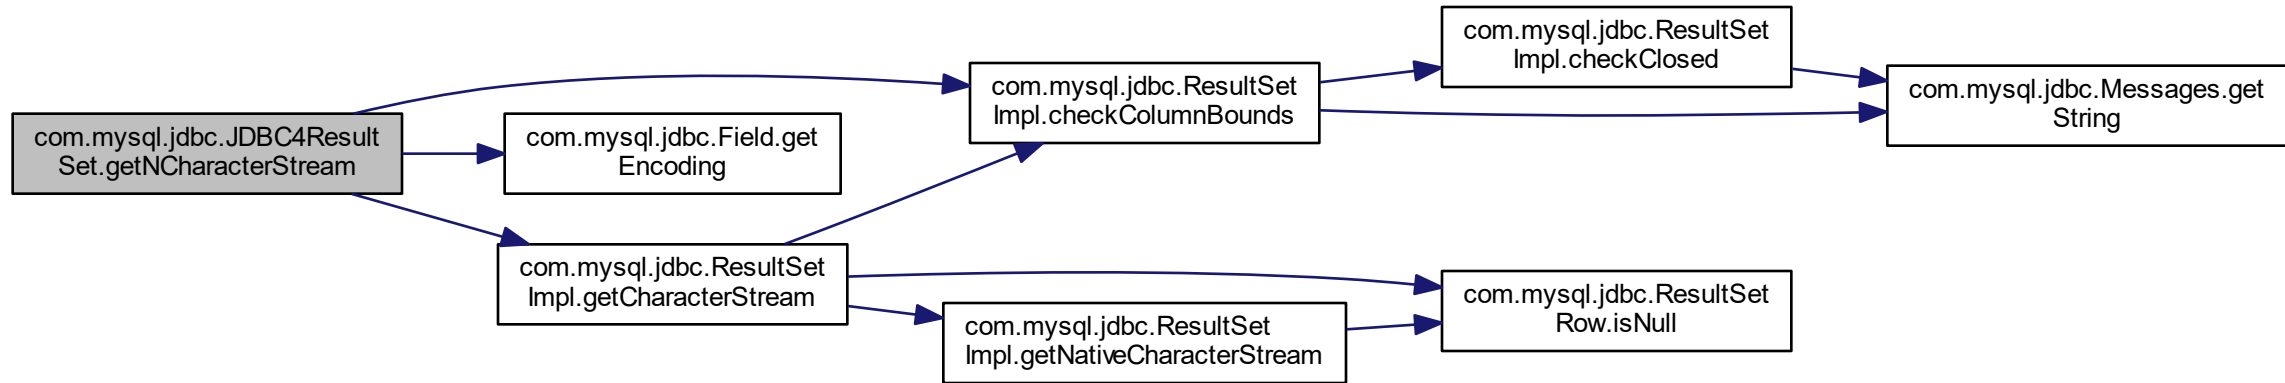 com.mysql.jdbc.JDBC4Result
Set.getNCharacterStream
com.mysql.jdbc.Field.get
Encoding
com.mysql.jdbc.ResultSet
Impl.getCharacterStream
com.mysql.jdbc.ResultSet
Impl.checkColumnBounds
com.mysql.jdbc.ResultSet
Impl.getNativeCharacterStream
com.mysql.jdbc.ResultSet
Impl.checkClosed
com.mysql.jdbc.ResultSet
Row.isNull
com.mysql.jdbc.Messages.get
String